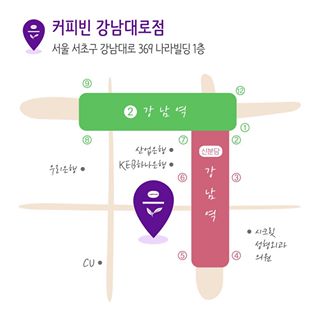 커피빈 강남대로점
서울 서초구 강남대로 369 나라빌딩 1층
⑨
⑫
② 강남역
①
⑧
⑦
②
산업은행
KEB하나은행
우리은행
신분당
강남역
⑥
③
시크릿
성형외과
의원
CU
⑤
④